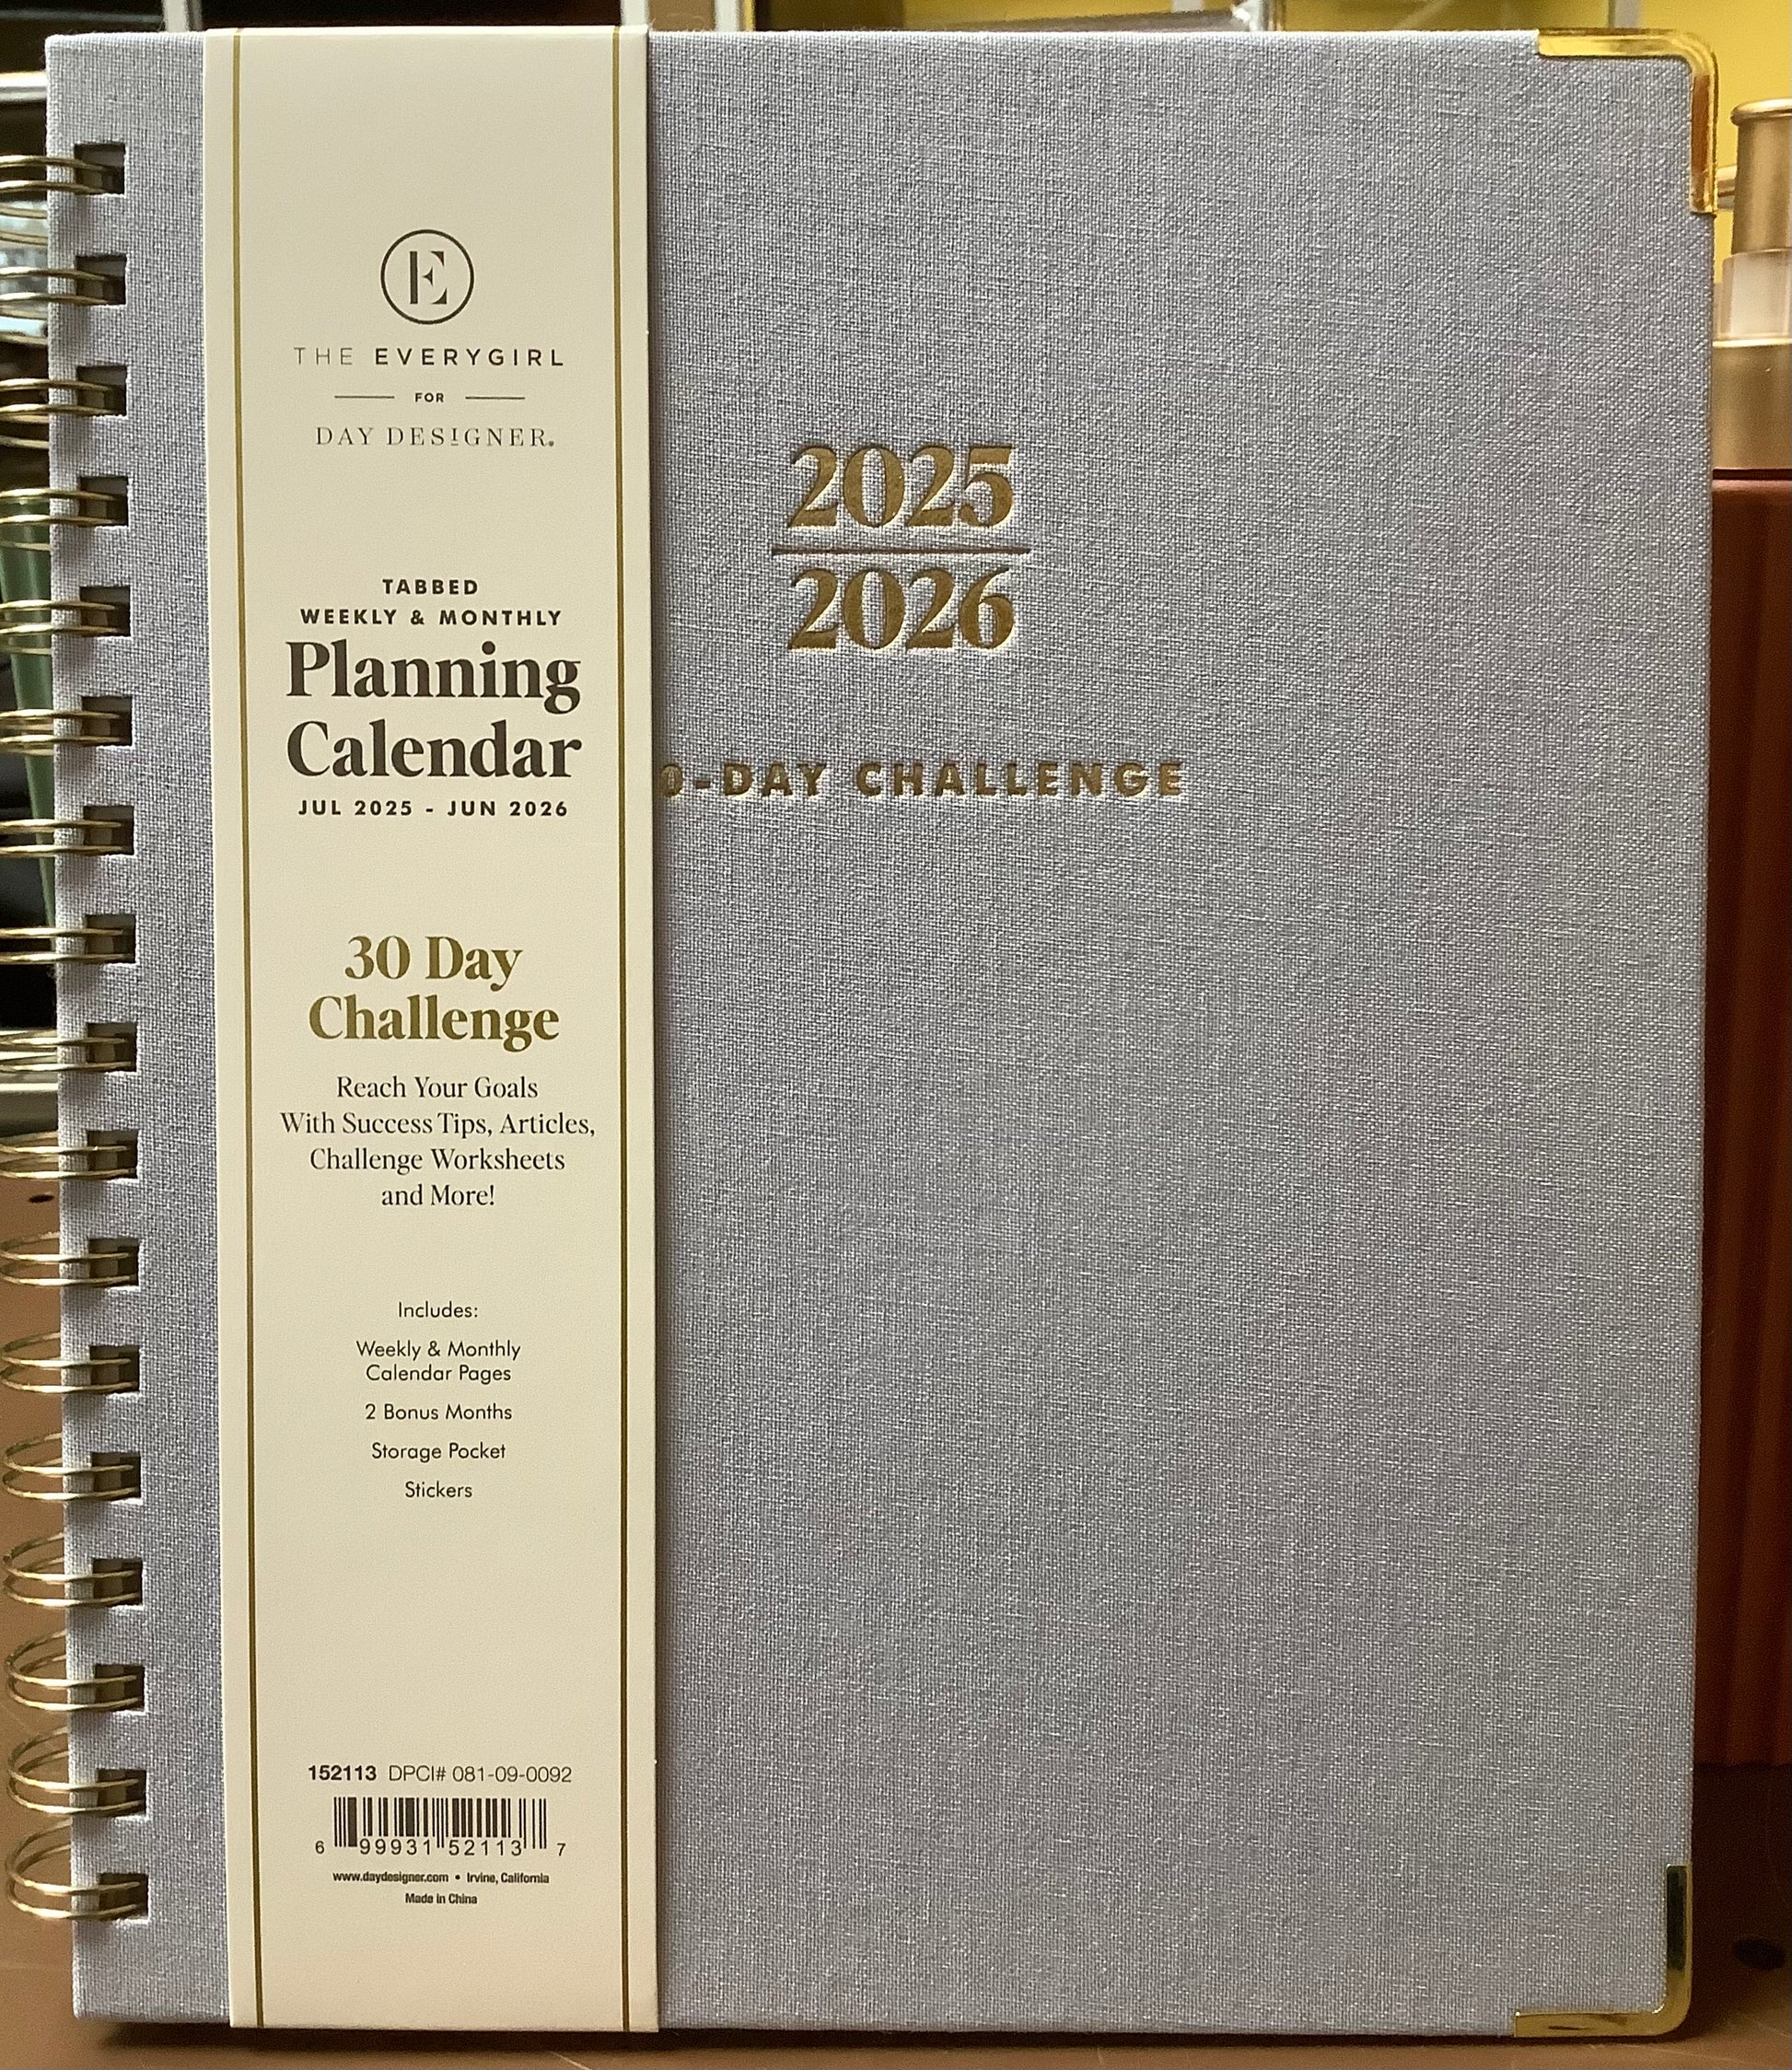 E
THE EVERYGIRL
FOR
DAY DESIGNER®
TABBED
WEEKLY & MONTHLY
Planning
Calendar
JUL 2025 - JUN 2026
30 Day
Challenge
Reach Your Goals
With Success Tips, Articles,
Challenge Worksheets
and More!
Includes:
Weekly & Monthly
Calendar Pages
2 Bonus Months
Storage Pocket
Stickers
152113 DPCI# 081-09-0092
6 99931 52113 7
www.daydesigner.com • Irvine, California
Made in China
2025
2026
0-DAY CHALLENGE